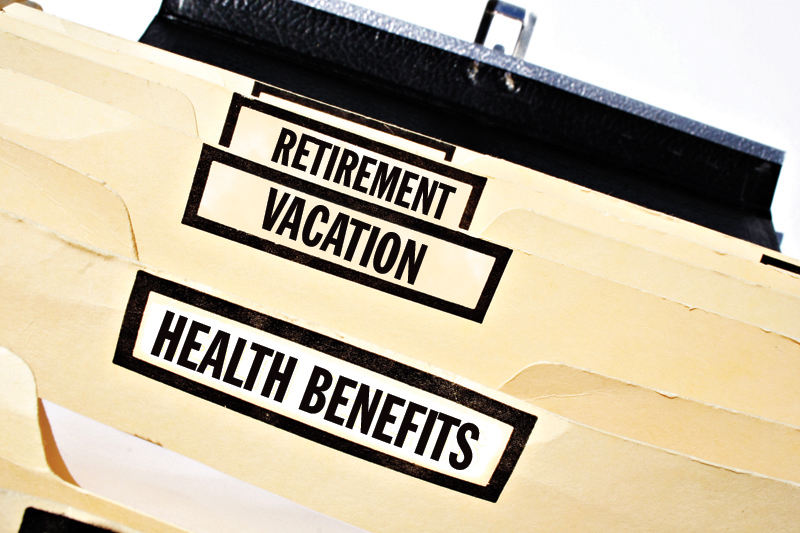 RETIREMENT
VACATION
HEALTH BENEFITS